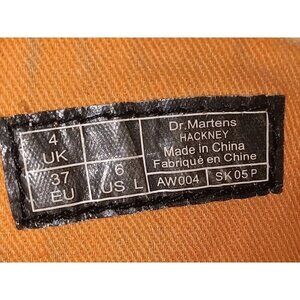 4
UK
37
EU
6
US L
Dr.Martens
HACKNEY
Made in China
Fabriqué en Chine
AW004
SK05P